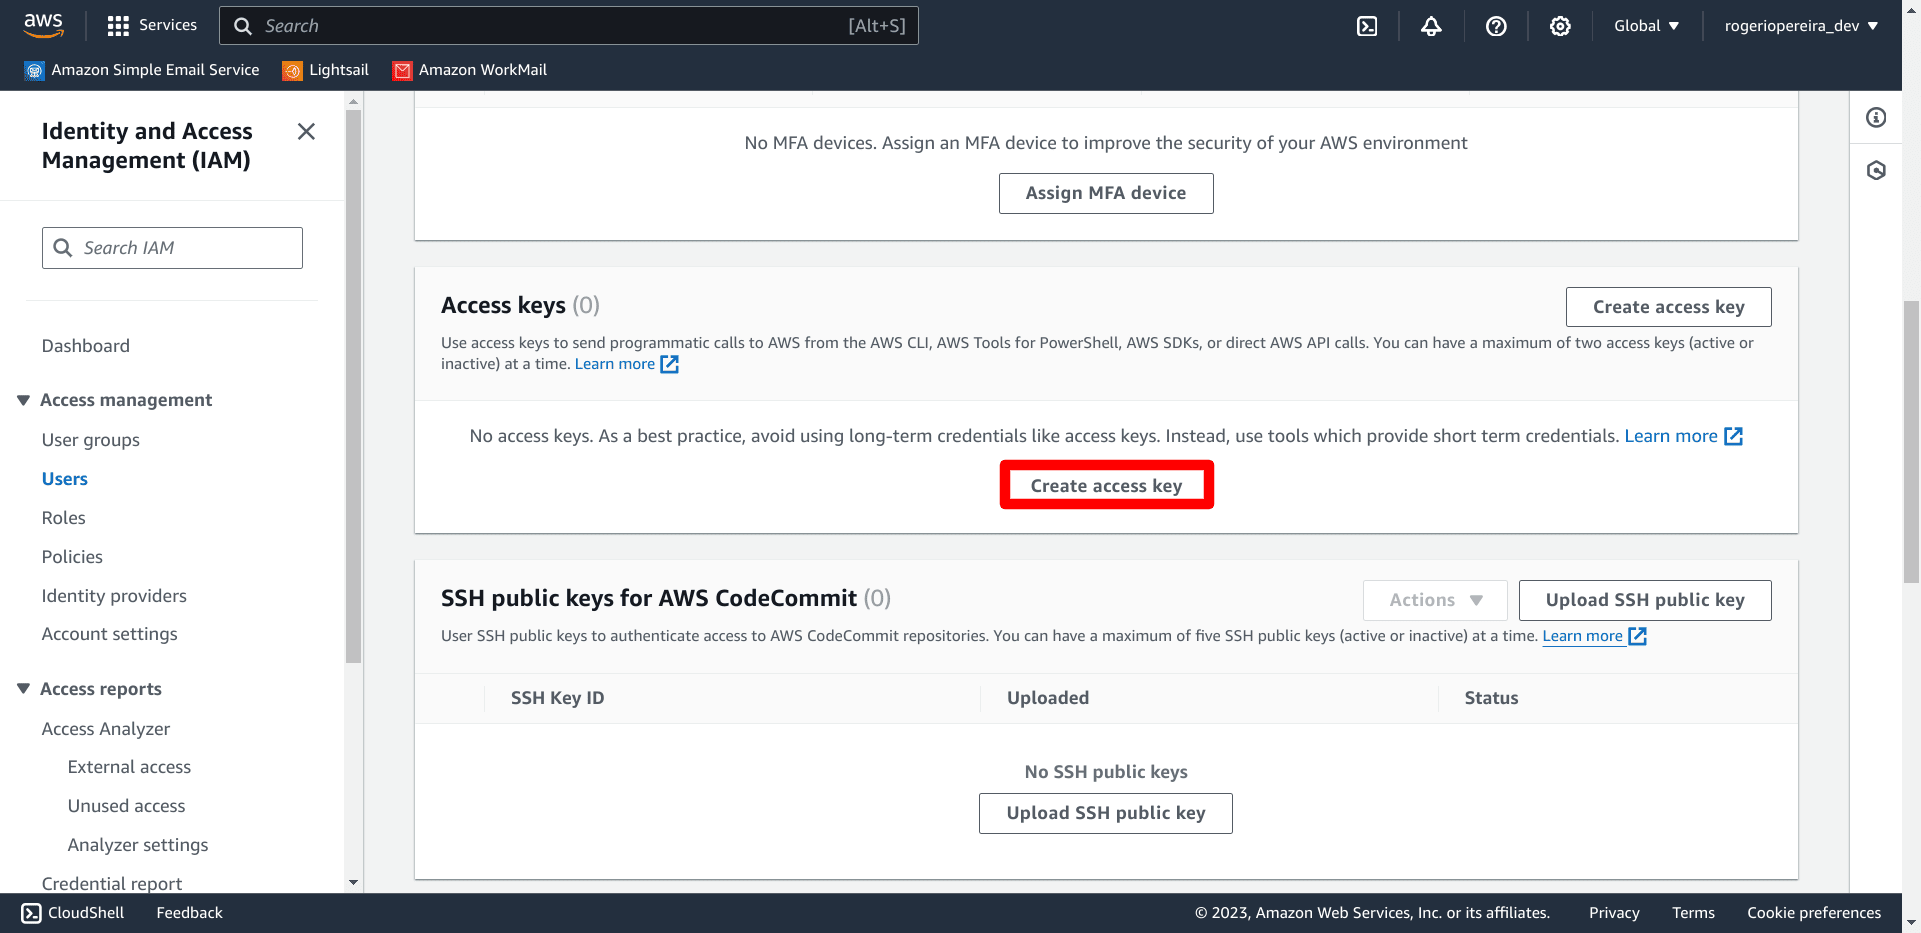 aws
Services
Search
[Alt+S]
Global
rogeriopereira_dev
Amazon Simple Email Service
Lightsail
Amazon WorkMail
Identity and Access
Management (IAM)
Search IAM
Dashboard
Access management
User groups
Users
Roles
Policies
Identity providers
Account settings
Access reports
Access Analyzer
External access
Unused access
Analyzer settings
Credential report
No MFA devices. Assign an MFA device to improve the security of your AWS environment
Assign MFA device
Access keys (0)
Create access key
Use access keys to send programmatic calls to AWS from the AWS CLI, AWS Tools for PowerShell, AWS SDKs, or direct AWS API calls. You can have a maximum of two access keys (active or
inactive) at a time. Learn more
No access keys. As a best practice, avoid using long-term credentials like access keys. Instead, use tools which provide short term credentials. Learn more
Create access key
SSH public keys for AWS CodeCommit (0)
Actions
Upload SSH public key
User SSH public keys to authenticate access to AWS CodeCommit repositories. You can have a maximum of five SSH public keys (active or inactive) at a time. Learn more
SSH Key ID
Uploaded
Status
No SSH public keys
Upload SSH public key
CloudShell
Feedback
© 2023, Amazon Web Services, Inc. or its affiliates.
Privacy
Terms
Cookie preferences